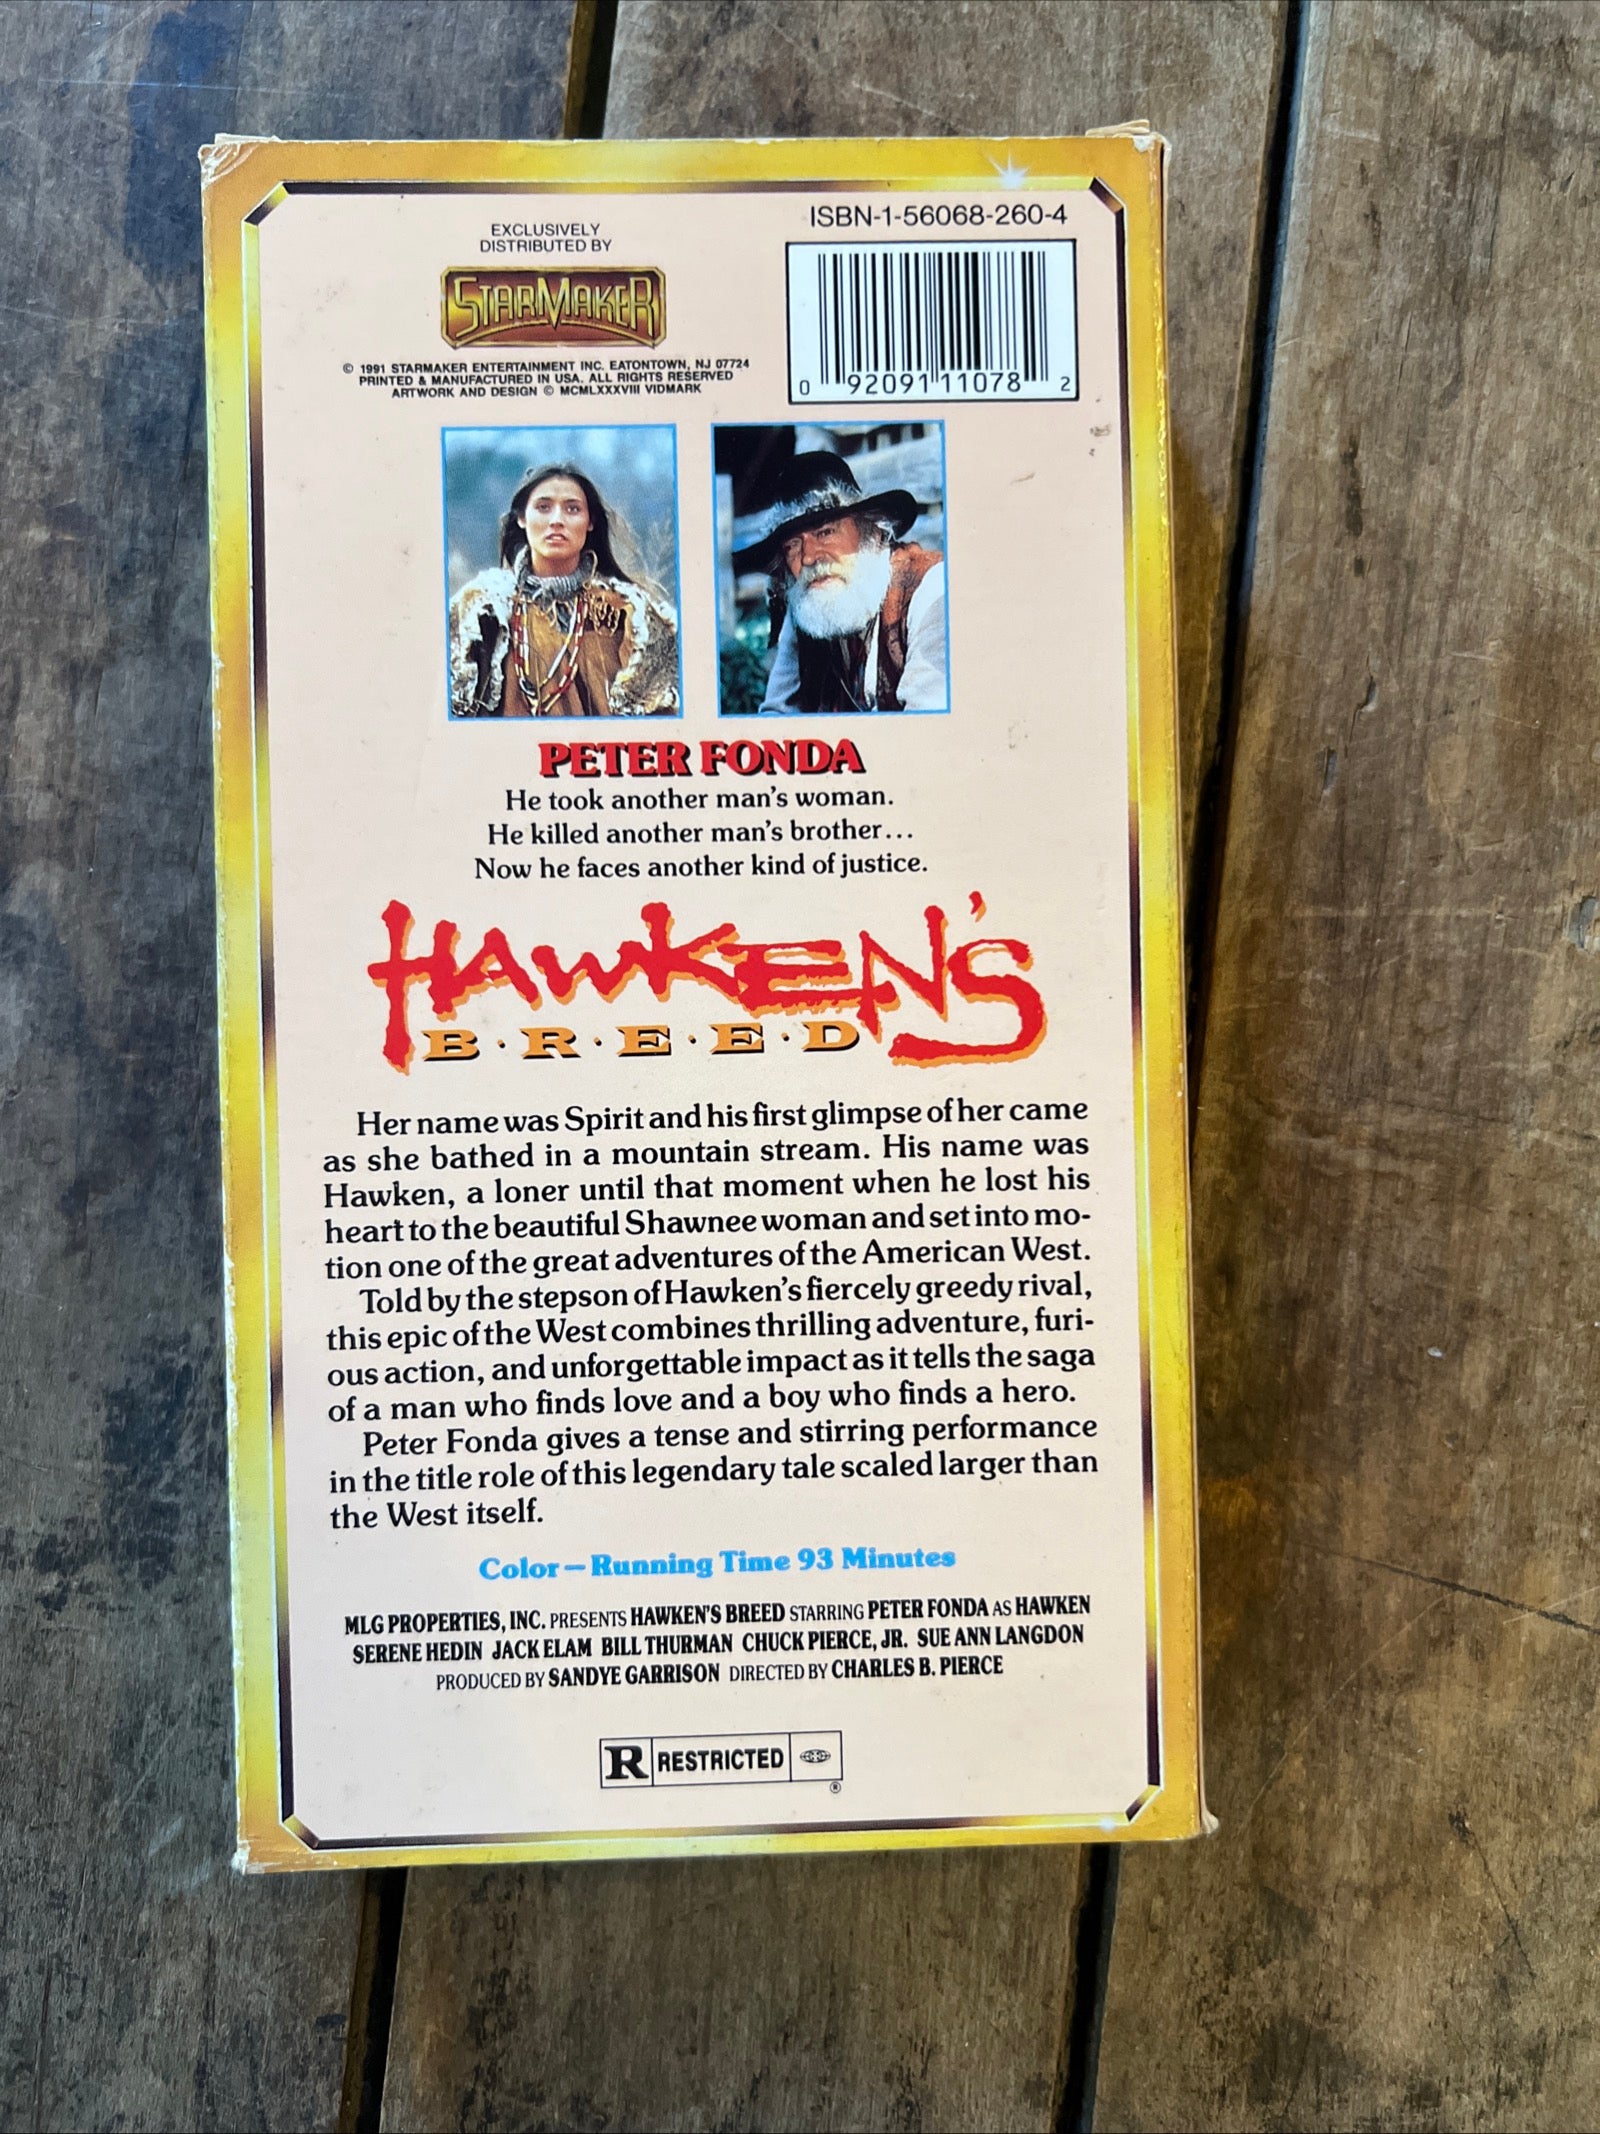 EXCLUSIVELY
DISTRIBUTED BY
STARMAKER
© 1991 STARMAKER ENTERTAINMENT INC. EATONTOWN, NJ 07724
PRINTED & MANUFACTURED IN USA. ALL RIGHTS RESERVED
ARTWORK AND DESIGN © MCMLXXXVIII VIDMARK
ISBN-1-56068-260-4
0 92091 11078 2
PETER FONDA
He took another man's woman.
He killed another man's brother...
Now he faces another kind of justice.
HAWKEN'S
B·R·E·E·D
Her name was Spirit and his first glimpse of her came
as she bathed in a mountain stream. His name was
Hawken, a loner until that moment when he lost his
heart to the beautiful Shawnee woman and set into mo-
tion one of the great adventures of the American West.
Told by the stepson of Hawken's fiercely greedy rival,
this epic of the West combines thrilling adventure, furi-
ous action, and unforgettable impact as it tells the saga
of a man who finds love and a boy who finds a hero.
Peter Fonda gives a tense and stirring performance
in the title role of this legendary tale scaled larger than
the West itself.
Color—Running Time 93 Minutes
MLG PROPERTIES, INC. PRESENTS HAWKEN'S BREED STARRING PETER FONDA AS HAWKEN
SERENE HEDIN JACK ELAM BILL THURMAN CHUCK PIERCE, JR. SUE ANN LANGDON
PRODUCED BY SANDYE GARRISON DIRECTED BY CHARLES B. PIERCE
R RESTRICTED
®